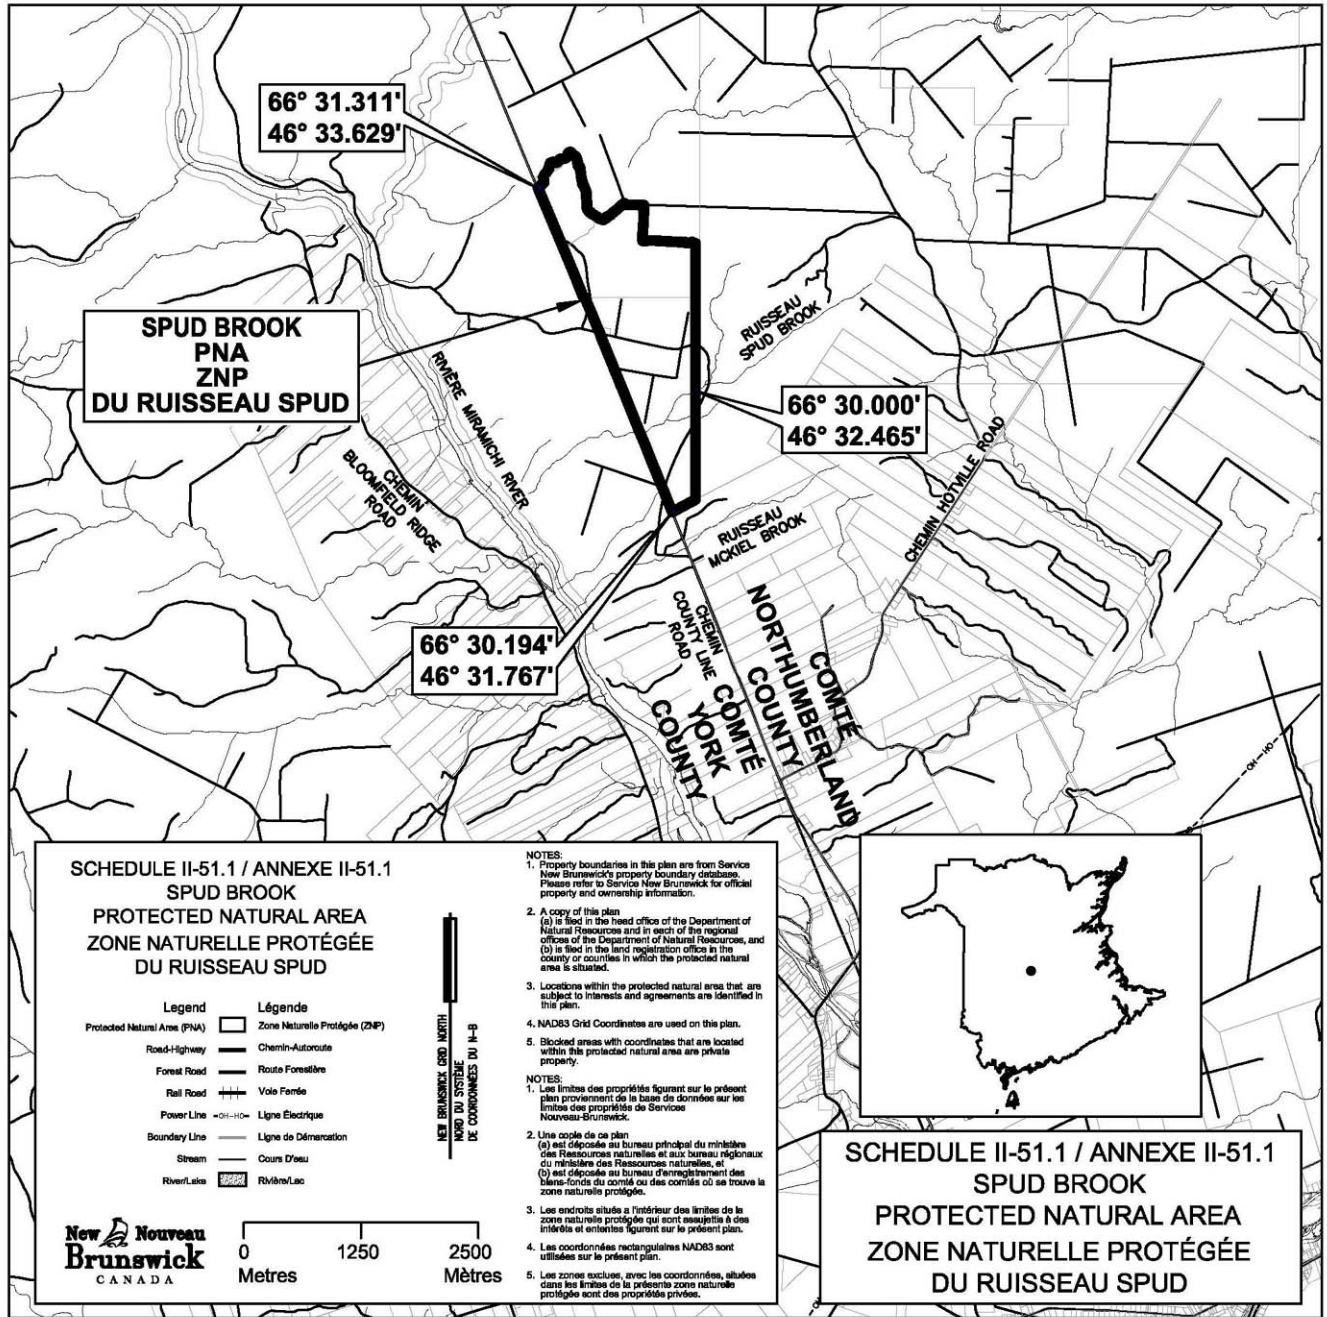 66° 31.311'
46° 33.629'
SPUD BROOK
PNA
ZNP
DU RUISSEAU SPUD
RUISSEAU
SPUD BROOK
66° 30.000'
46° 32.465'
RIVIÈRE MIRAMICHI RIVER
CHEMIN
BLOOMFIELD RIDGE
ROAD
CHEMIN HOTVILLE ROAD
RUISSEAU
MCKIEL BROOK
66° 30.194'
46° 31.767'
CHEMIN
COUNTY LINE
ROAD
COMTÉ
NORTHUMBERLAND
COUNTY
COMTÉ
YORK
COUNTY
OH-HO
SCHEDULE II-51.1 / ANNEXE II-51.1
SPUD BROOK
PROTECTED NATURAL AREA
ZONE NATURELLE PROTÉGÉE
DU RUISSEAU SPUD
Legend Légende
Protected Natural Area (PNA) Zone Naturelle Protégée (ZNP)
Road-Highway Chemin-Autoroute
Forest Road Route Forestière
Rail Road Voie Ferrée
Power Line -OH-HO- Ligne Électrique
Boundary Line Ligne de Démarcation
Stream Cours D'eau
River/Lake Rivière/Lac
NEW BRUNSWICK GRID NORTH
NORD DU SYSTÈME
DE COORDONNÉES DU N-B
New Nouveau
Brunswick
CANADA
0 1250 2500
Metres Mètres
NOTES:
1. Property boundaries in this plan are from Service
New Brunswick's property boundary database.
Please refer to Service New Brunswick for official
property and ownership information.
2. A copy of this plan
(a) is filed in the head office of the Department of
Natural Resources and in each of the regional
offices of the Department of Natural Resources, and
(b) is filed in the land registration office in the
county or counties in which the protected natural
area is situated.
3. Locations within the protected natural area that are
subject to interests and agreements are identified in
this plan.
4. NAD83 Grid Coordinates are used on this plan.
5. Blocked areas with coordinates that are located
within this protected natural area are private
property.
NOTES:
1. Les limites des propriétés figurant sur le présent
plan proviennent de la base de données sur les
limites des propriétés de Services
Nouveau-Brunswick.
2. Une copie de ce plan
(a) est déposée au bureau principal du ministère
des Ressources naturelles et aux bureau régionaux
du ministère des Ressources naturelles, et
(b) est déposée au bureau d'enregistrement des
biens-fonds du comté ou des comtés où se trouve la
zone naturelle protégée.
3. Les endroits situés a l'intérieur des limites de la
zone naturelle protégée qui sont assujettis à des
intérêts et ententes figurent sur le présent plan.
4. Les coordonnées rectangulaires NAD83 sont
utilisées sur le présent plan.
5. Les zones exclues, avec les coordonnées, situées
dans les limites de la présente zone naturelle
protégée sont des propriétés privées.
SCHEDULE II-51.1 / ANNEXE II-51.1
SPUD BROOK
PROTECTED NATURAL AREA
ZONE NATURELLE PROTÉGÉE
DU RUISSEAU SPUD